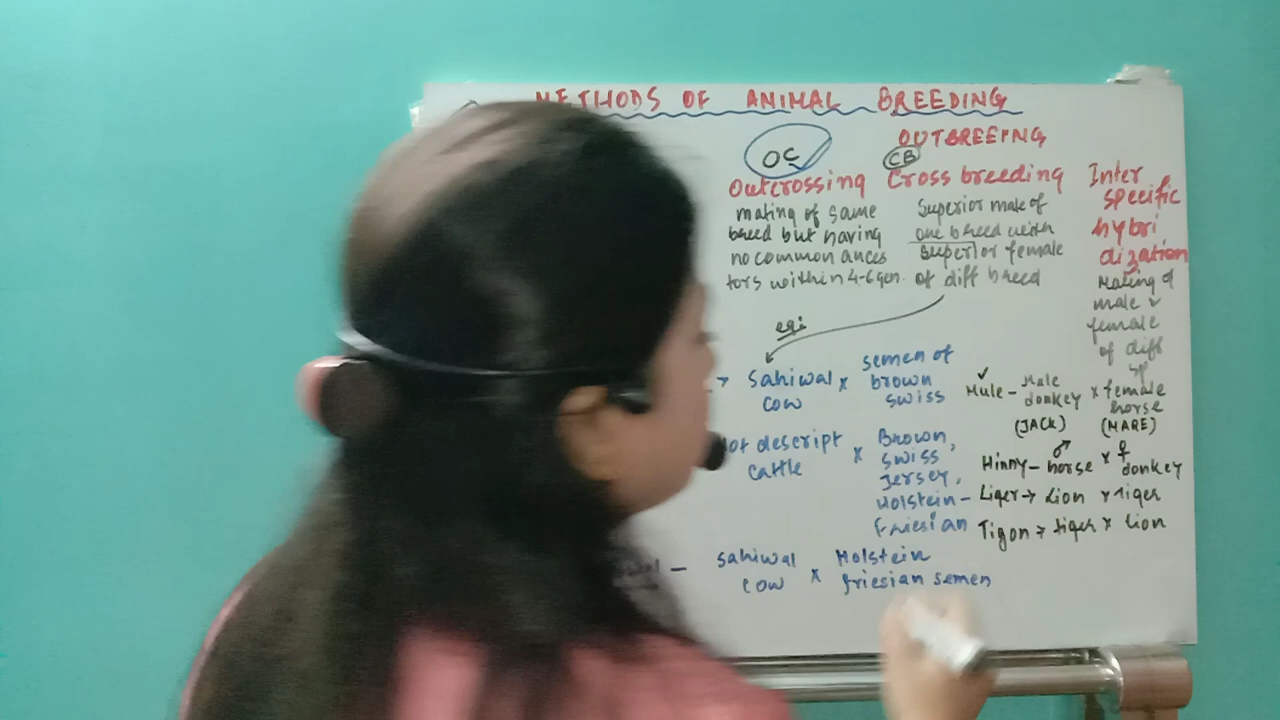 METHODS OF ANIMAL BREEDING
OUTBREEPNG
OC
CB
Outcrossing
mating of same
breed but having
no common ances
tors within 4-6 gen.
Cross breeding
Superior male of
one breed with
superior female
of diff breed
Inter
specific
hybri
dization
Mating of
male &
female
of diff
sp
eg:
→ Sahiwal × semen of
cow brown
swiss
descript × Brown,
cattle swiss
Jersey,
Holstein-
Friesian
- sahiwal × Holstein
cow friesian semen
✓
Mule - Male donkey × female horse
(JACK) (MARE)
Hinny - ♂ horse × ♀ donkey
Liger → Lion × Tiger
Tigon → tiger × lion